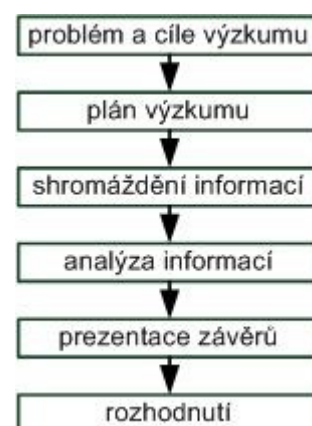 problém a cíle výzkumu
plán výzkumu
shromáždění informací
analýza informací
prezentace závěrů
rozhodnutí